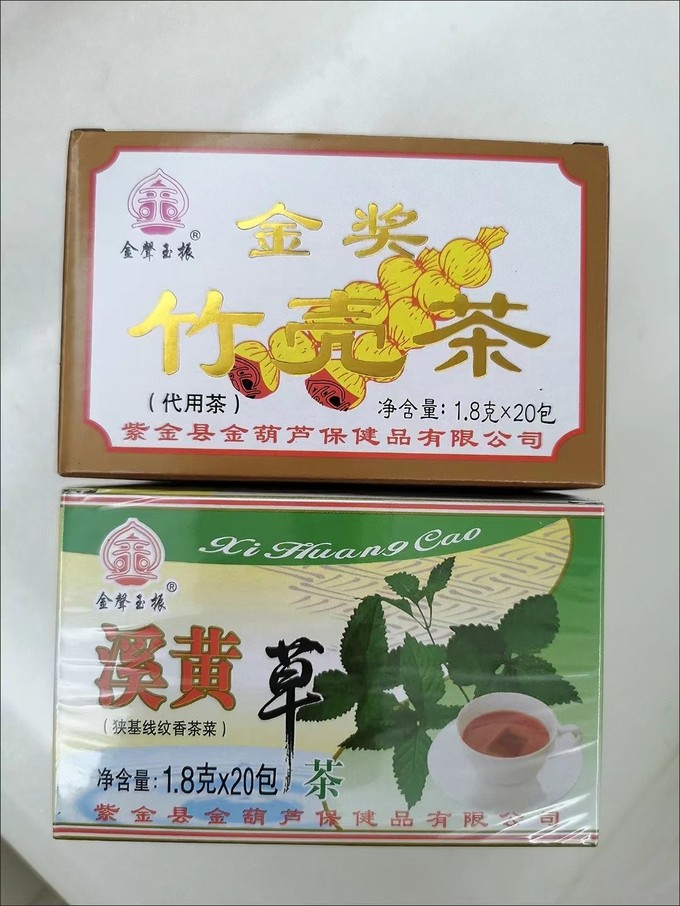 金聲玉振®
金奖
竹壳茶
(代用茶)
净含量：1.8克×20包
紫金县金葫芦保健品有限公司
Xi Huang Cao
金聲玉振®
溪黄草
(狭基线纹香茶菜)
净含量：1.8克x20包
茶
紫金县金葫芦保健品有限公司